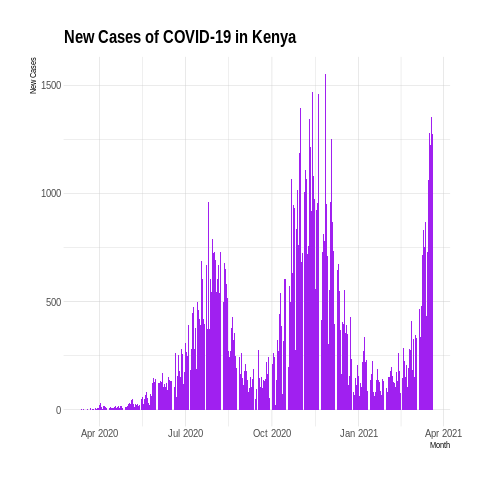 New Cases of COVID-19 in Kenya
New Cases
1500
1000
500
0
Apr 2020 Jul 2020 Oct 2020 Jan 2021 Apr 2021
Month